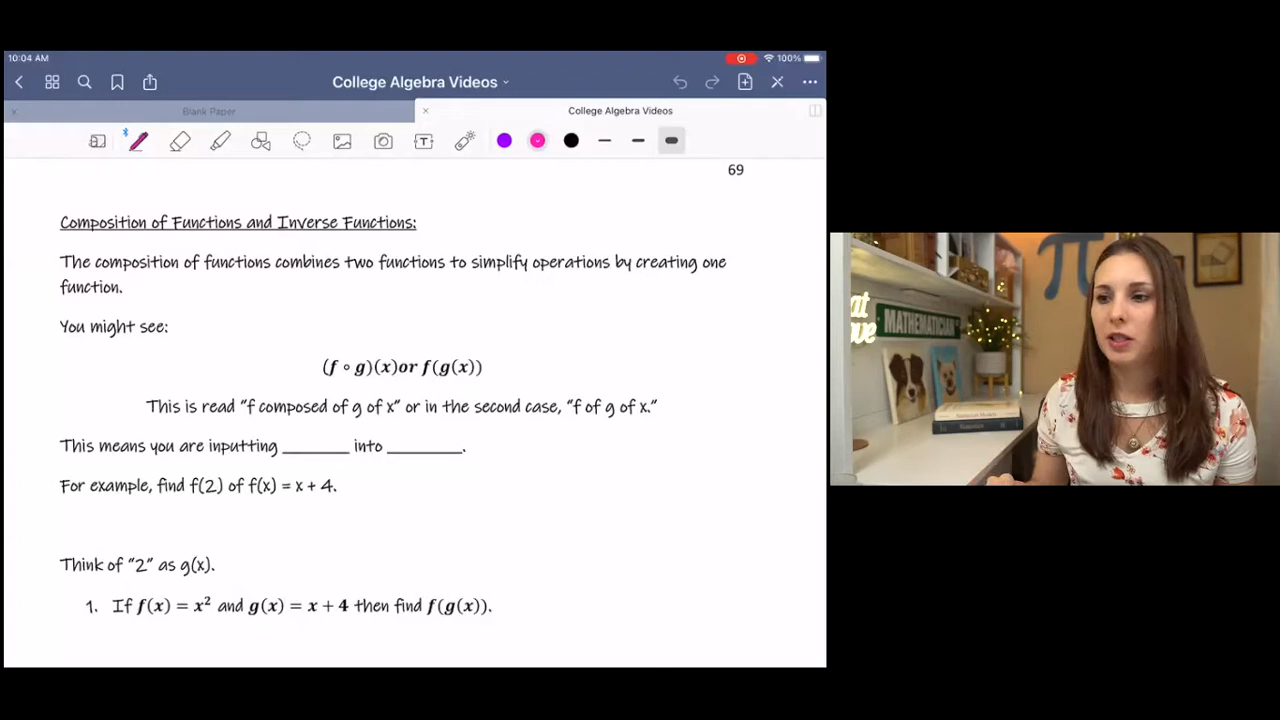 10:04 AM
100%
College Algebra Videos
Blank Paper
College Algebra Videos
69
Composition of Functions and Inverse Functions:
The composition of functions combines two functions to simplify operations by creating one
function.
You might see:
(f ∘ g)(x)or f(g(x))
This is read "f composed of g of x" or in the second case, "f of g of x."
This means you are inputting ________ into _________.
For example, find f(2) of f(x) = x + 4.
Think of "2" as g(x).
1. If f(x) = x² and g(x) = x + 4 then find f(g(x)).
MATHEMATICIAN